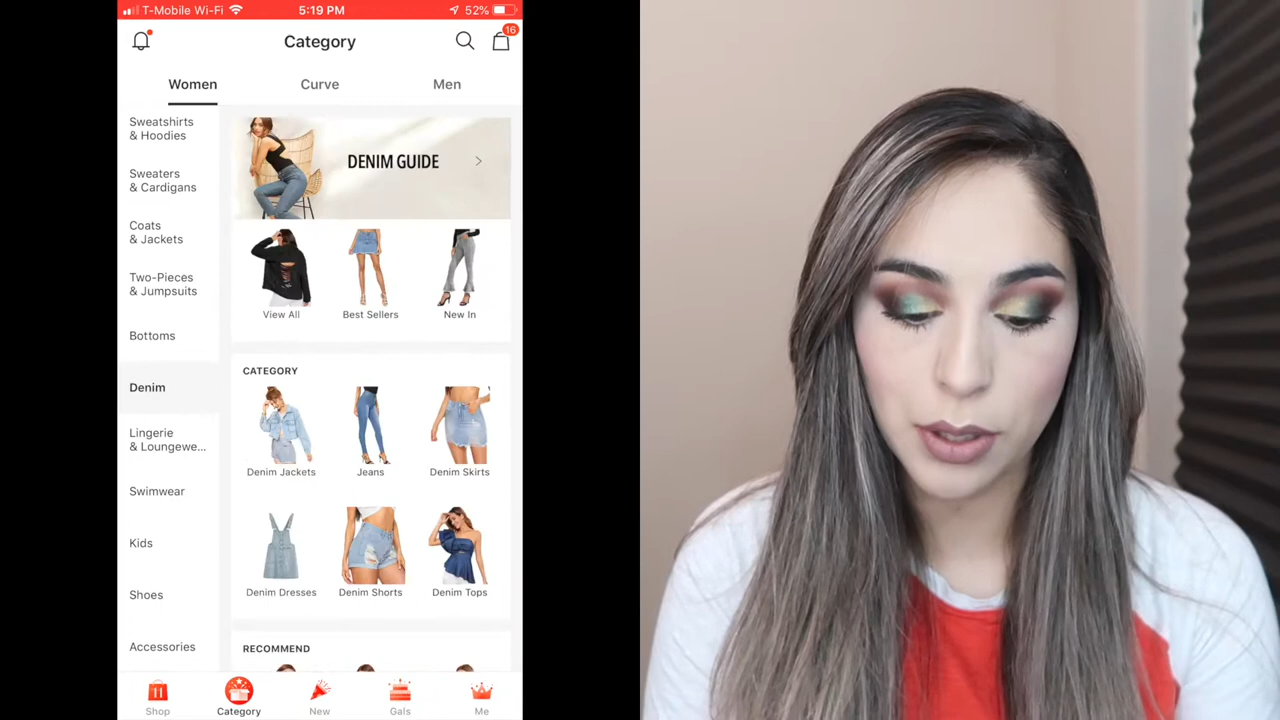 T-Mobile Wi-Fi 5:19 PM 52%
Category
16
Women Curve Men
Sweatshirts
& Hoodies
Sweaters
& Cardigans
Coats
& Jackets
Two-Pieces
& Jumpsuits
Bottoms
Denim
Lingerie
& Loungewe...
Swimwear
Kids
Shoes
Accessories
DENIM GUIDE
View All Best Sellers New In
CATEGORY
Denim Jackets Jeans Denim Skirts
Denim Dresses Denim Shorts Denim Tops
RECOMMEND
11
Shop Category New Gals Me